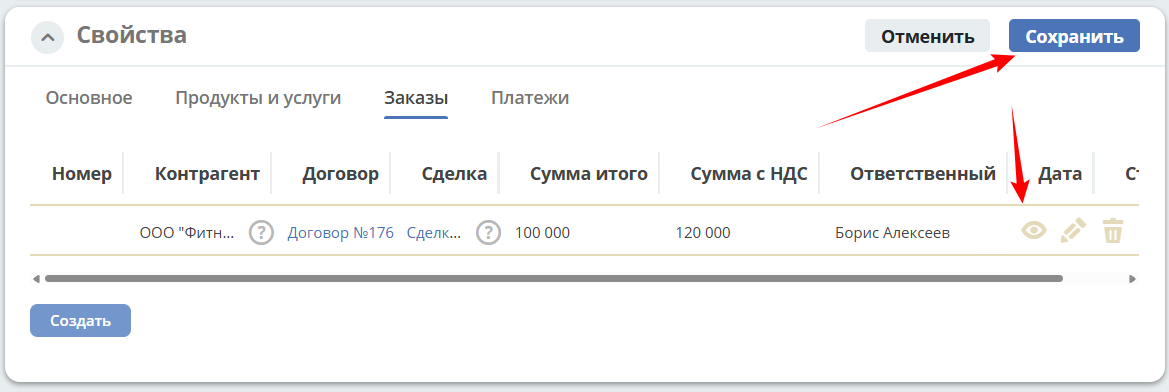 Свойства
Отменить
Сохранить
Основное Продукты и услуги Заказы Платежи
Номер Контрагент Договор Сделка Сумма итого Сумма с НДС Ответственный Дата
ООО "Фитн... ? Договор №176 Сделк... ? 100 000 120 000 Борис Алексеев
Создать